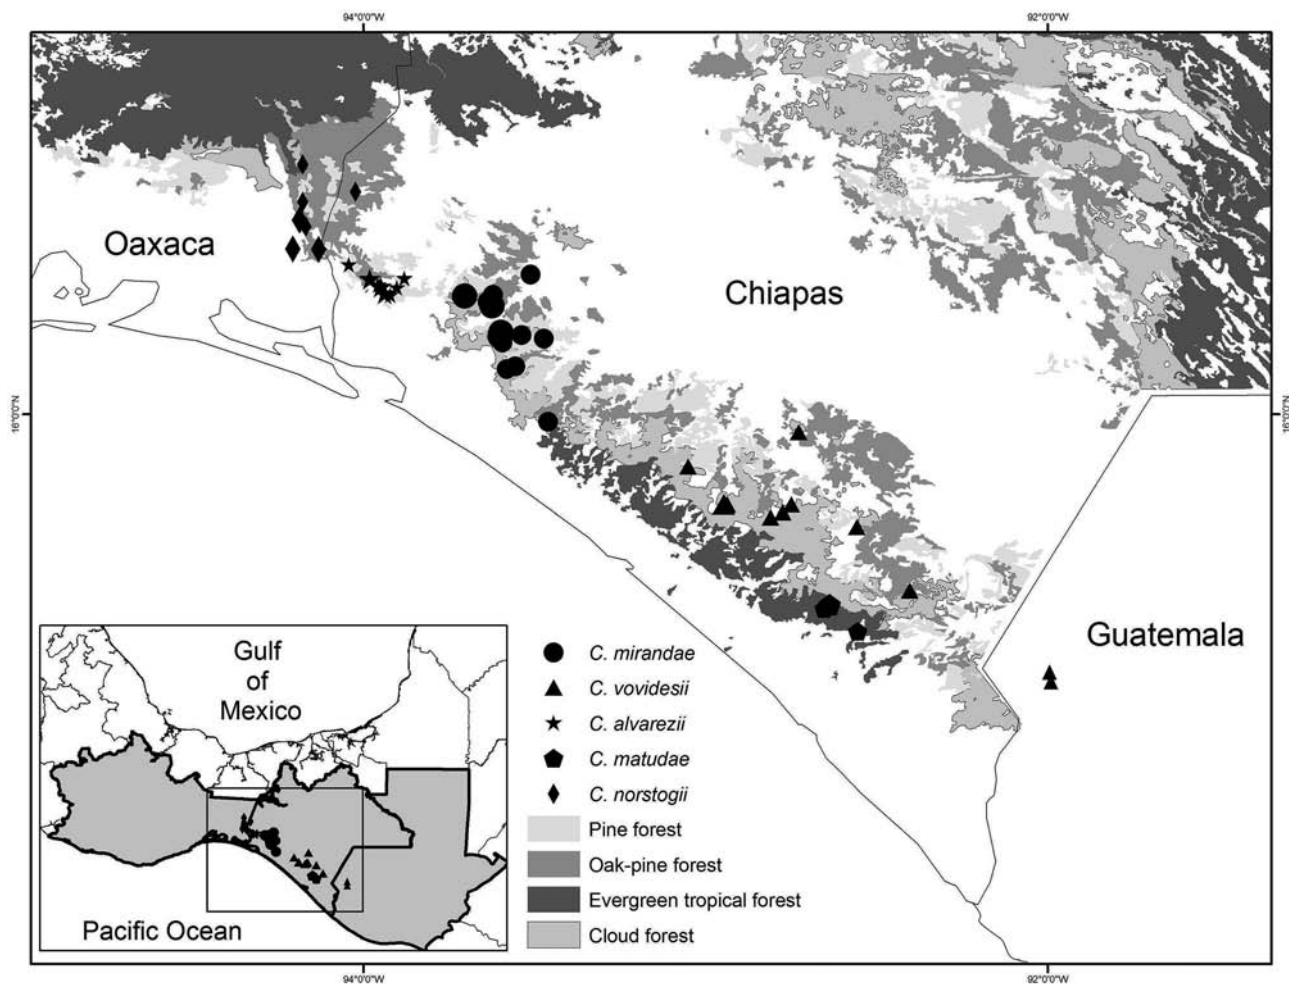 94°0'0"W
92°0'0"W
Oaxaca
Chiapas
16°0'0"N
16°0'0"N
Guatemala
Gulf
of
Mexico
Pacific Ocean
C. mirandae
C. vovidesii
C. alvarezii
C. matudae
C. norstogii
Pine forest
Oak-pine forest
Evergreen tropical forest
Cloud forest
94°0'0"W
92°0'0"W